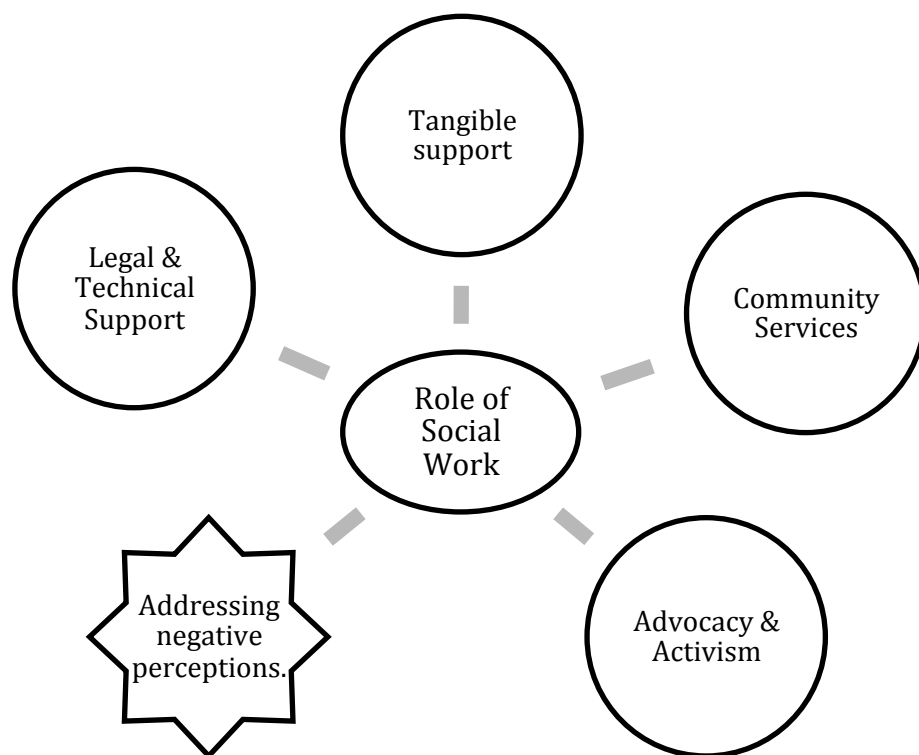 Tangible
support
Legal &
Technical
Support
Community
Services
Role of
Social
Work
Addressing
negative
perceptions.
Advocacy &
Activism